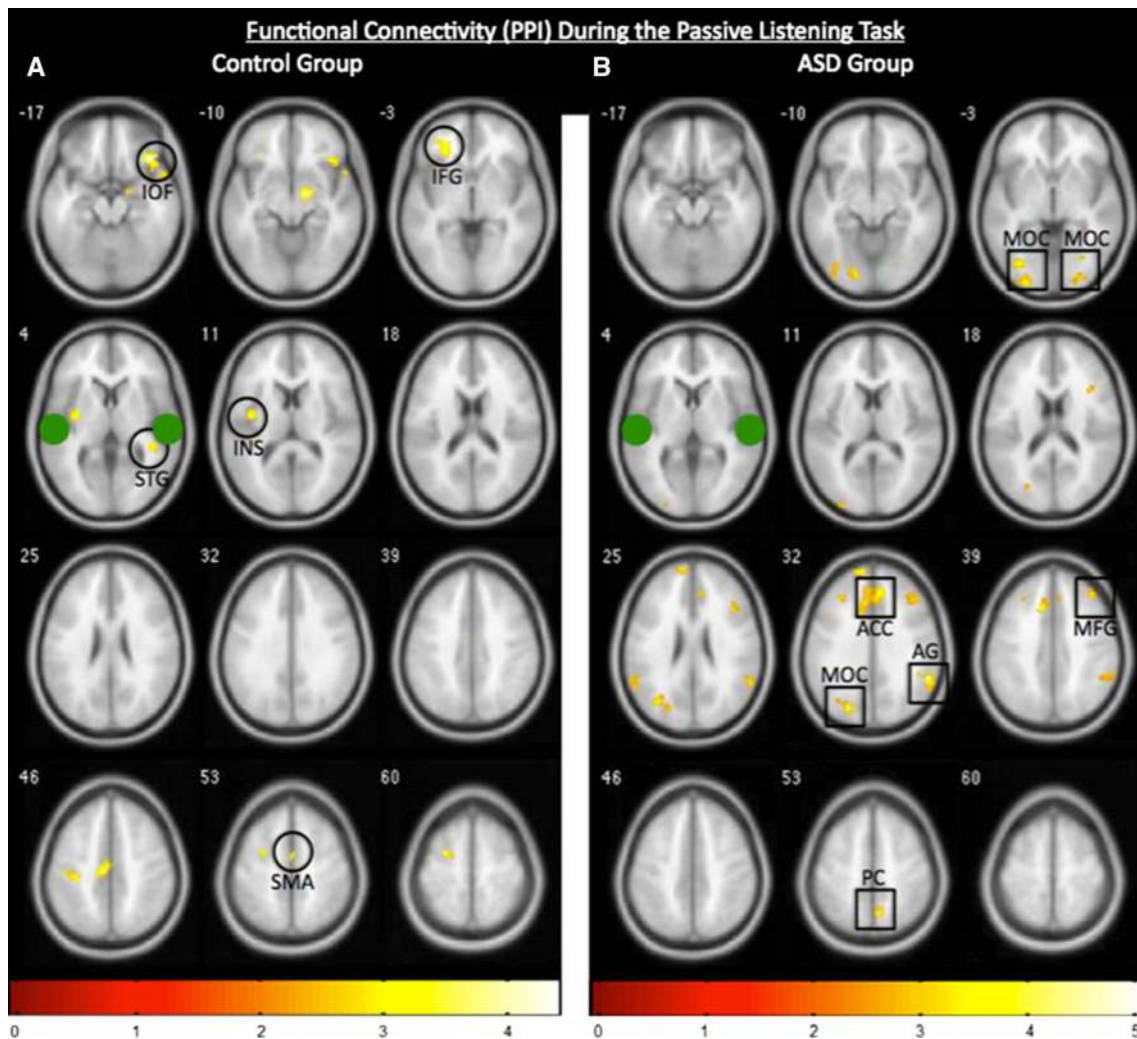 Functional Connectivity (PPI) During the Passive Listening Task
A Control Group
-17 -10 -3
IOF IFG
4 11 18
STG INS
25 32 39
46 53 60
SMA
0 1 2 3 4
B ASD Group
-17 -10 -3
MOC MOC
4 11 18
25 32 39
ACC MFG
MOC AG
46 53 60
PC
0 1 2 3 4 5